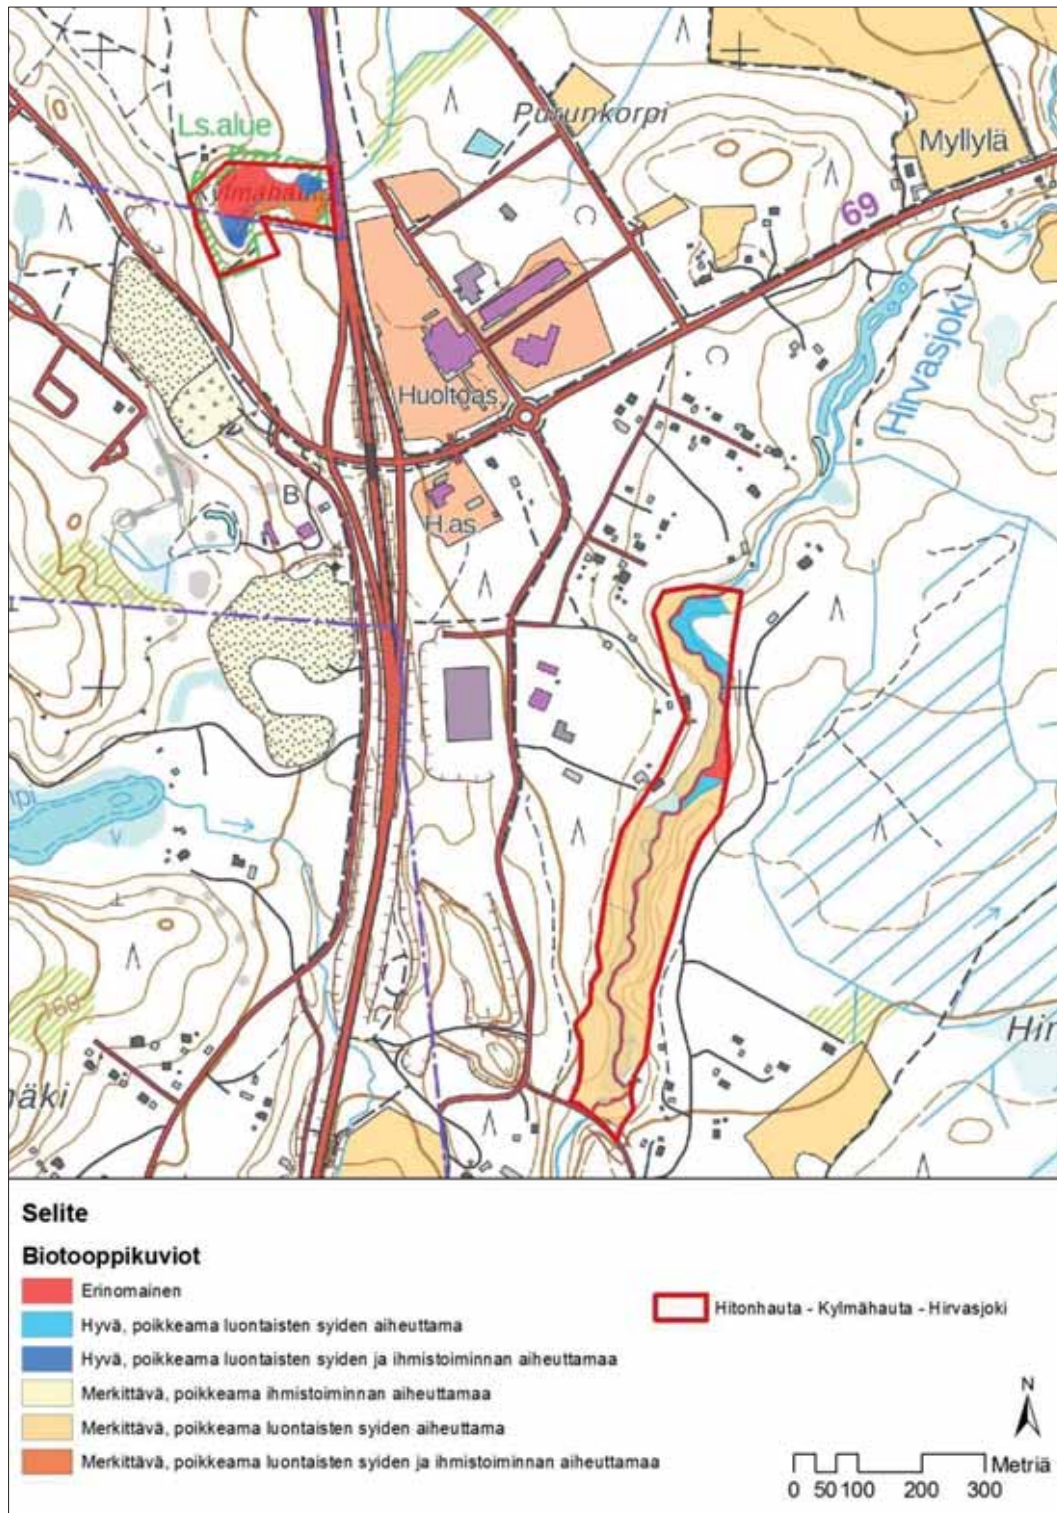 Purunkorpi
Ls.alue
Myllylä
69
Hirvasjoki
Huoltoas.
B
H.as.
160
Hir
mäki
Selite
Biotooppikuviot
Erinomainen
Hyvä, poikkeama luontaisten syiden aiheuttama
Hyvä, poikkeama luontaisten syiden ja ihmistoiminnan aiheuttamaa
Merkittävä, poikkeama ihmistoiminnan aiheuttamaa
Merkittävä, poikkeama luontaisten syiden aiheuttama
Merkittävä, poikkeama luontaisten syiden ja ihmistoiminnan aiheuttamaa
Hitonhauta - Kylmähauta - Hirvasjoki
N
Metriä
0 50 100 200 300